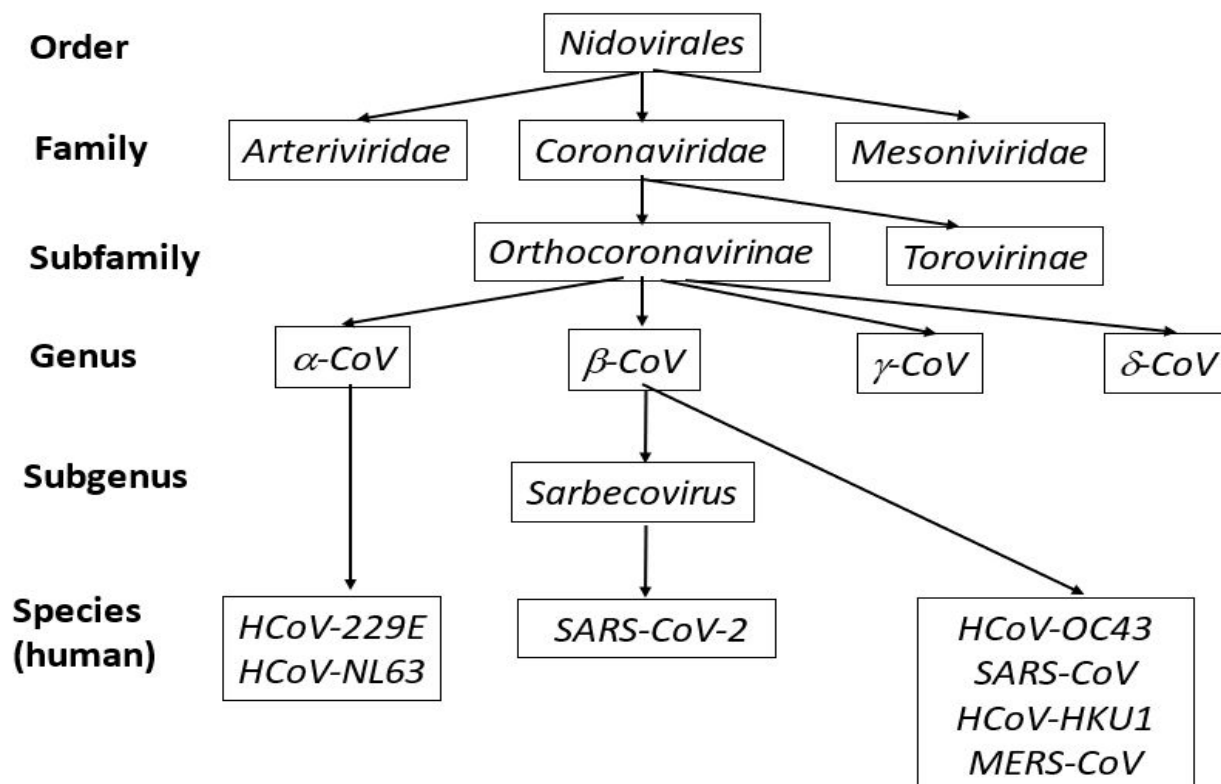 Order
Nidovirales
Family
Arteriviridae
Coronaviridae
Mesoniviridae
Subfamily
Orthocoronavirinae
Torovirinae
Genus
α-CoV
β-CoV
γ-CoV
δ-CoV
Subgenus
Sarbecovirus
Species
(human)
HCoV-229E
HCoV-NL63
SARS-CoV-2
HCoV-OC43
SARS-CoV
HCoV-HKU1
MERS-CoV